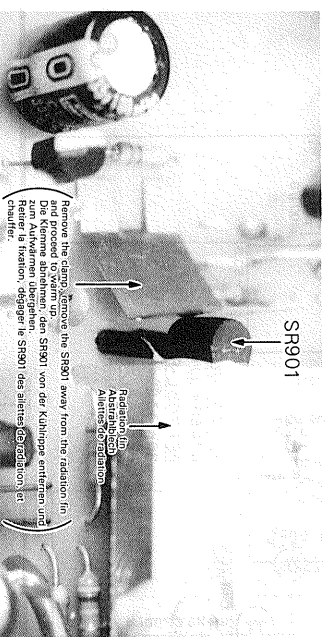 SR901
Radiation fin
Abstrahlblech
Ailettes de radiation
Remove the clamp, remove the SR901 away from the radiation fin
and proceed to warm up.
Die Klemme abnehmen, den SR901 von der Kühlrippe entfernen und
zum Aufwärmen übergehen.
Retirer la fixation, dégager le SR901 des ailettes de radiation, et
chauffer.